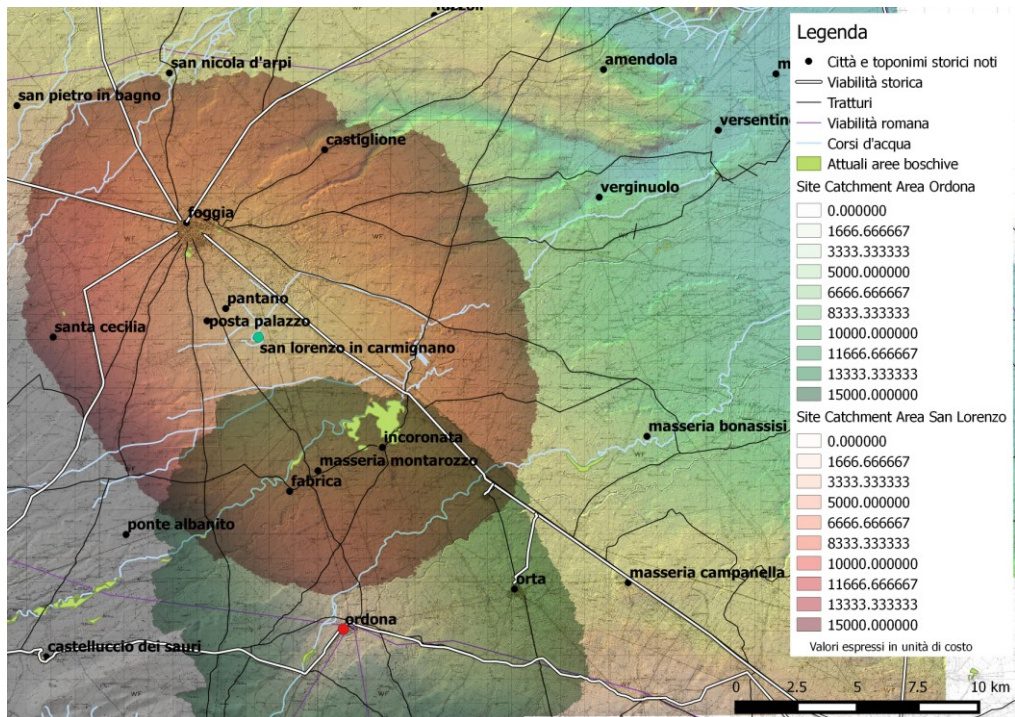 san nicola d'arpi
amendola
m
san pietro in bagno
versentino
castiglione
verginuolo
foggia
pantano
posta palazzo
santa cecilia
san lorenzo in carmignano
incoronata
masseria bonassisi
masseria montarozzo
fabrica
ponte albanito
orta
masseria campanella
ordona
castelluccio dei sauri
Legenda
Città e toponimi storici noti
Viabilità storica
Tratturi
Viabilità romana
Corsi d'acqua
Attuali aree boschive
Site Catchment Area Ordona
0.000000
1666.666667
3333.333333
5000.000000
6666.666667
8333.333333
10000.000000
11666.666667
13333.333333
15000.000000
Site Catchment Area San Lorenzo
0.000000
1666.666667
3333.333333
5000.000000
6666.666667
8333.333333
10000.000000
11666.666667
13333.333333
15000.000000
Valori espressi in unità di costo
0 2.5 5 7.5 10 km